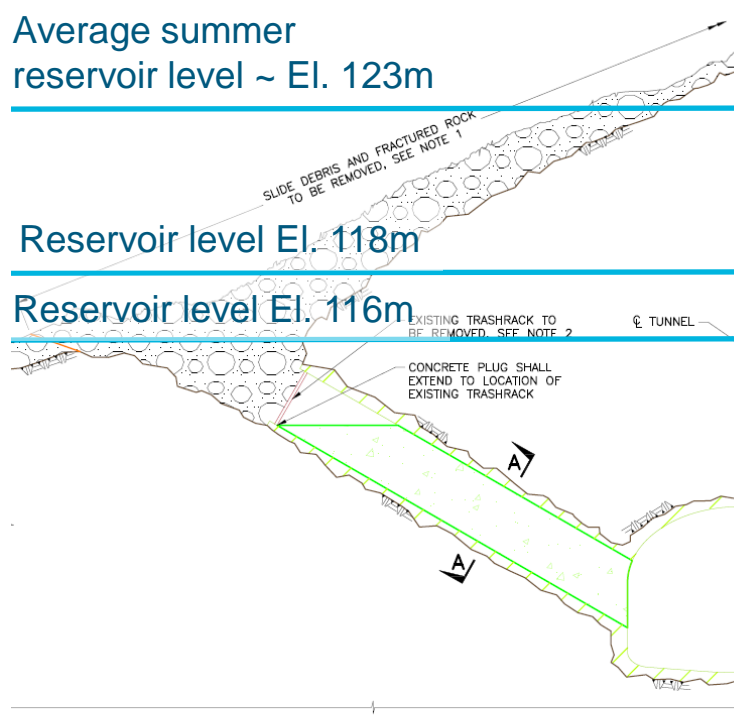 Average summer
reservoir level ~ El. 123m
SLIDE DEBRIS AND FRACTURED ROCK
TO BE REMOVED, SEE NOTE 1
Reservoir level El. 118m
Reservoir level El. 116m
EXISTING TRASHRACK TO
BE REMOVED, SEE NOTE 2
℄ TUNNEL
CONCRETE PLUG SHALL
EXTEND TO LOCATION OF
EXISTING TRASHRACK
A
A